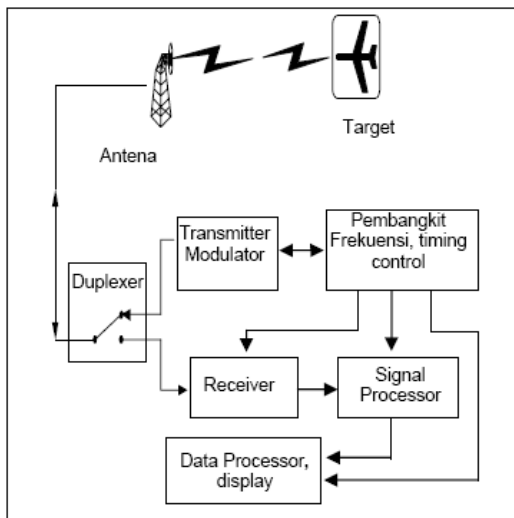 Antena
Target
Transmitter
Modulator
Pembangkit
Frekuensi, timing
control
Duplexer
Receiver
Signal
Processor
Data Processor,
display